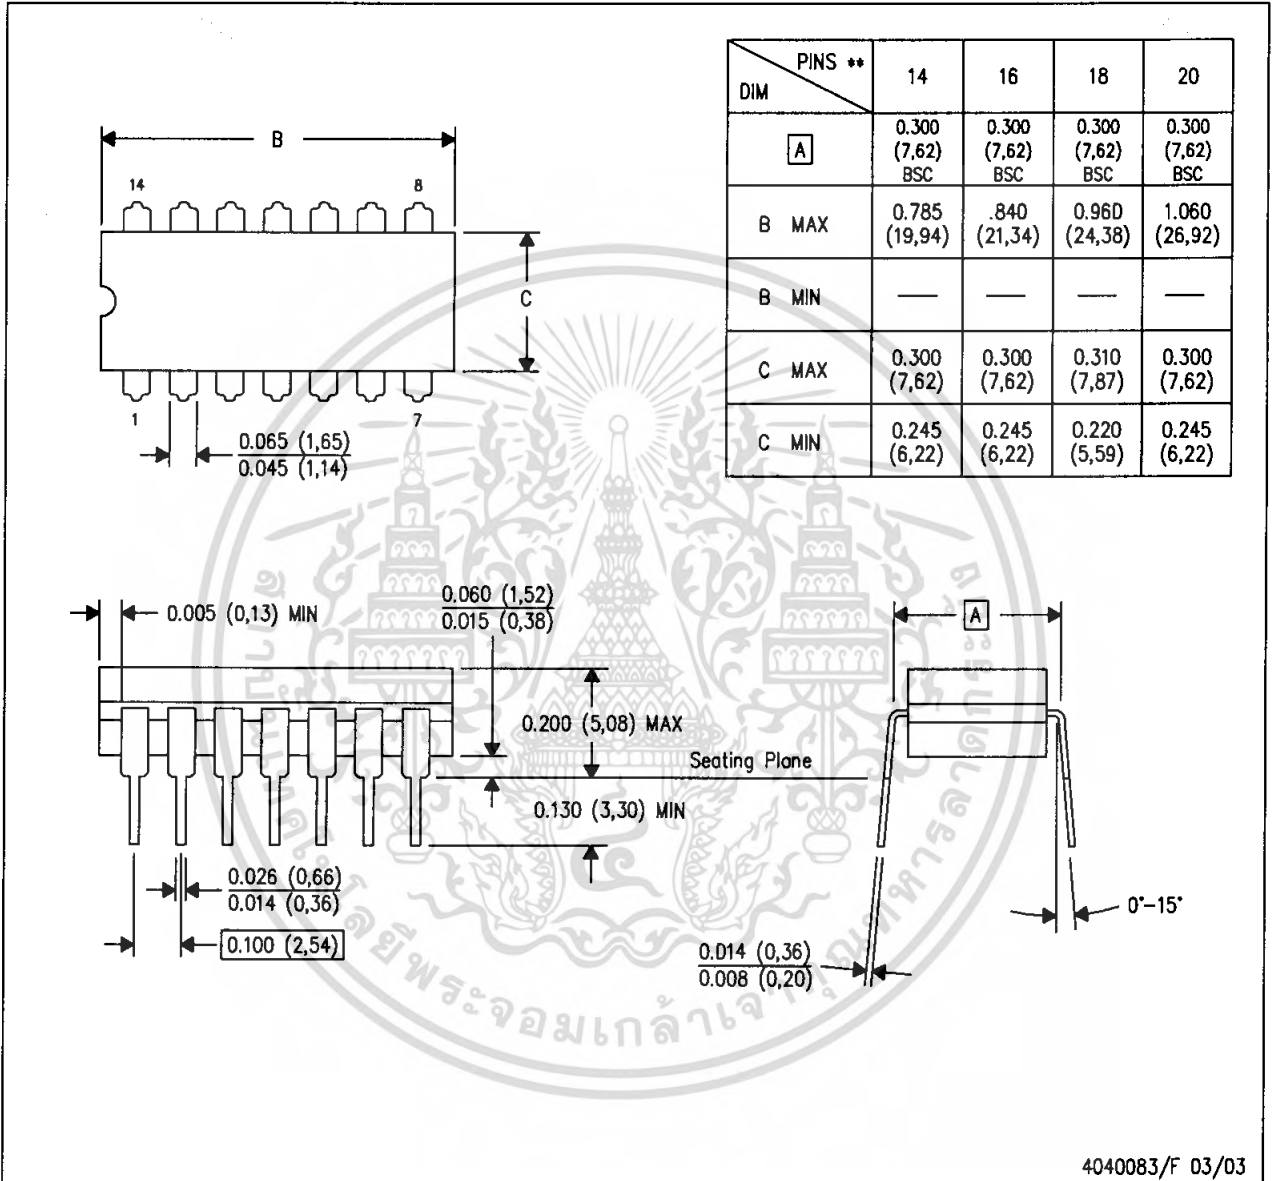 PINS **
DIM
14
16
18
20
A
0.300
(7,62)
BSC
0.300
(7,62)
BSC
0.300
(7,62)
BSC
0.300
(7,62)
BSC
B MAX
0.785
(19,94)
.840
(21,34)
0.960
(24,38)
1.060
(26,92)
B MIN
—
—
—
—
C MAX
0.300
(7,62)
0.300
(7,62)
0.310
(7,87)
0.300
(7,62)
C MIN
0.245
(6,22)
0.245
(6,22)
0.220
(5,59)
0.245
(6,22)
B
14
8
C
1
7
0.065 (1,65)
0.045 (1,14)
0.005 (0,13) MIN
0.060 (1,52)
0.015 (0,38)
A
0.200 (5,08) MAX
Seating Plane
0.130 (3,30) MIN
0.026 (0,66)
0.014 (0,36)
0.100 (2,54)
0°–15°
0.014 (0,36)
0.008 (0,20)
4040083/F 03/03